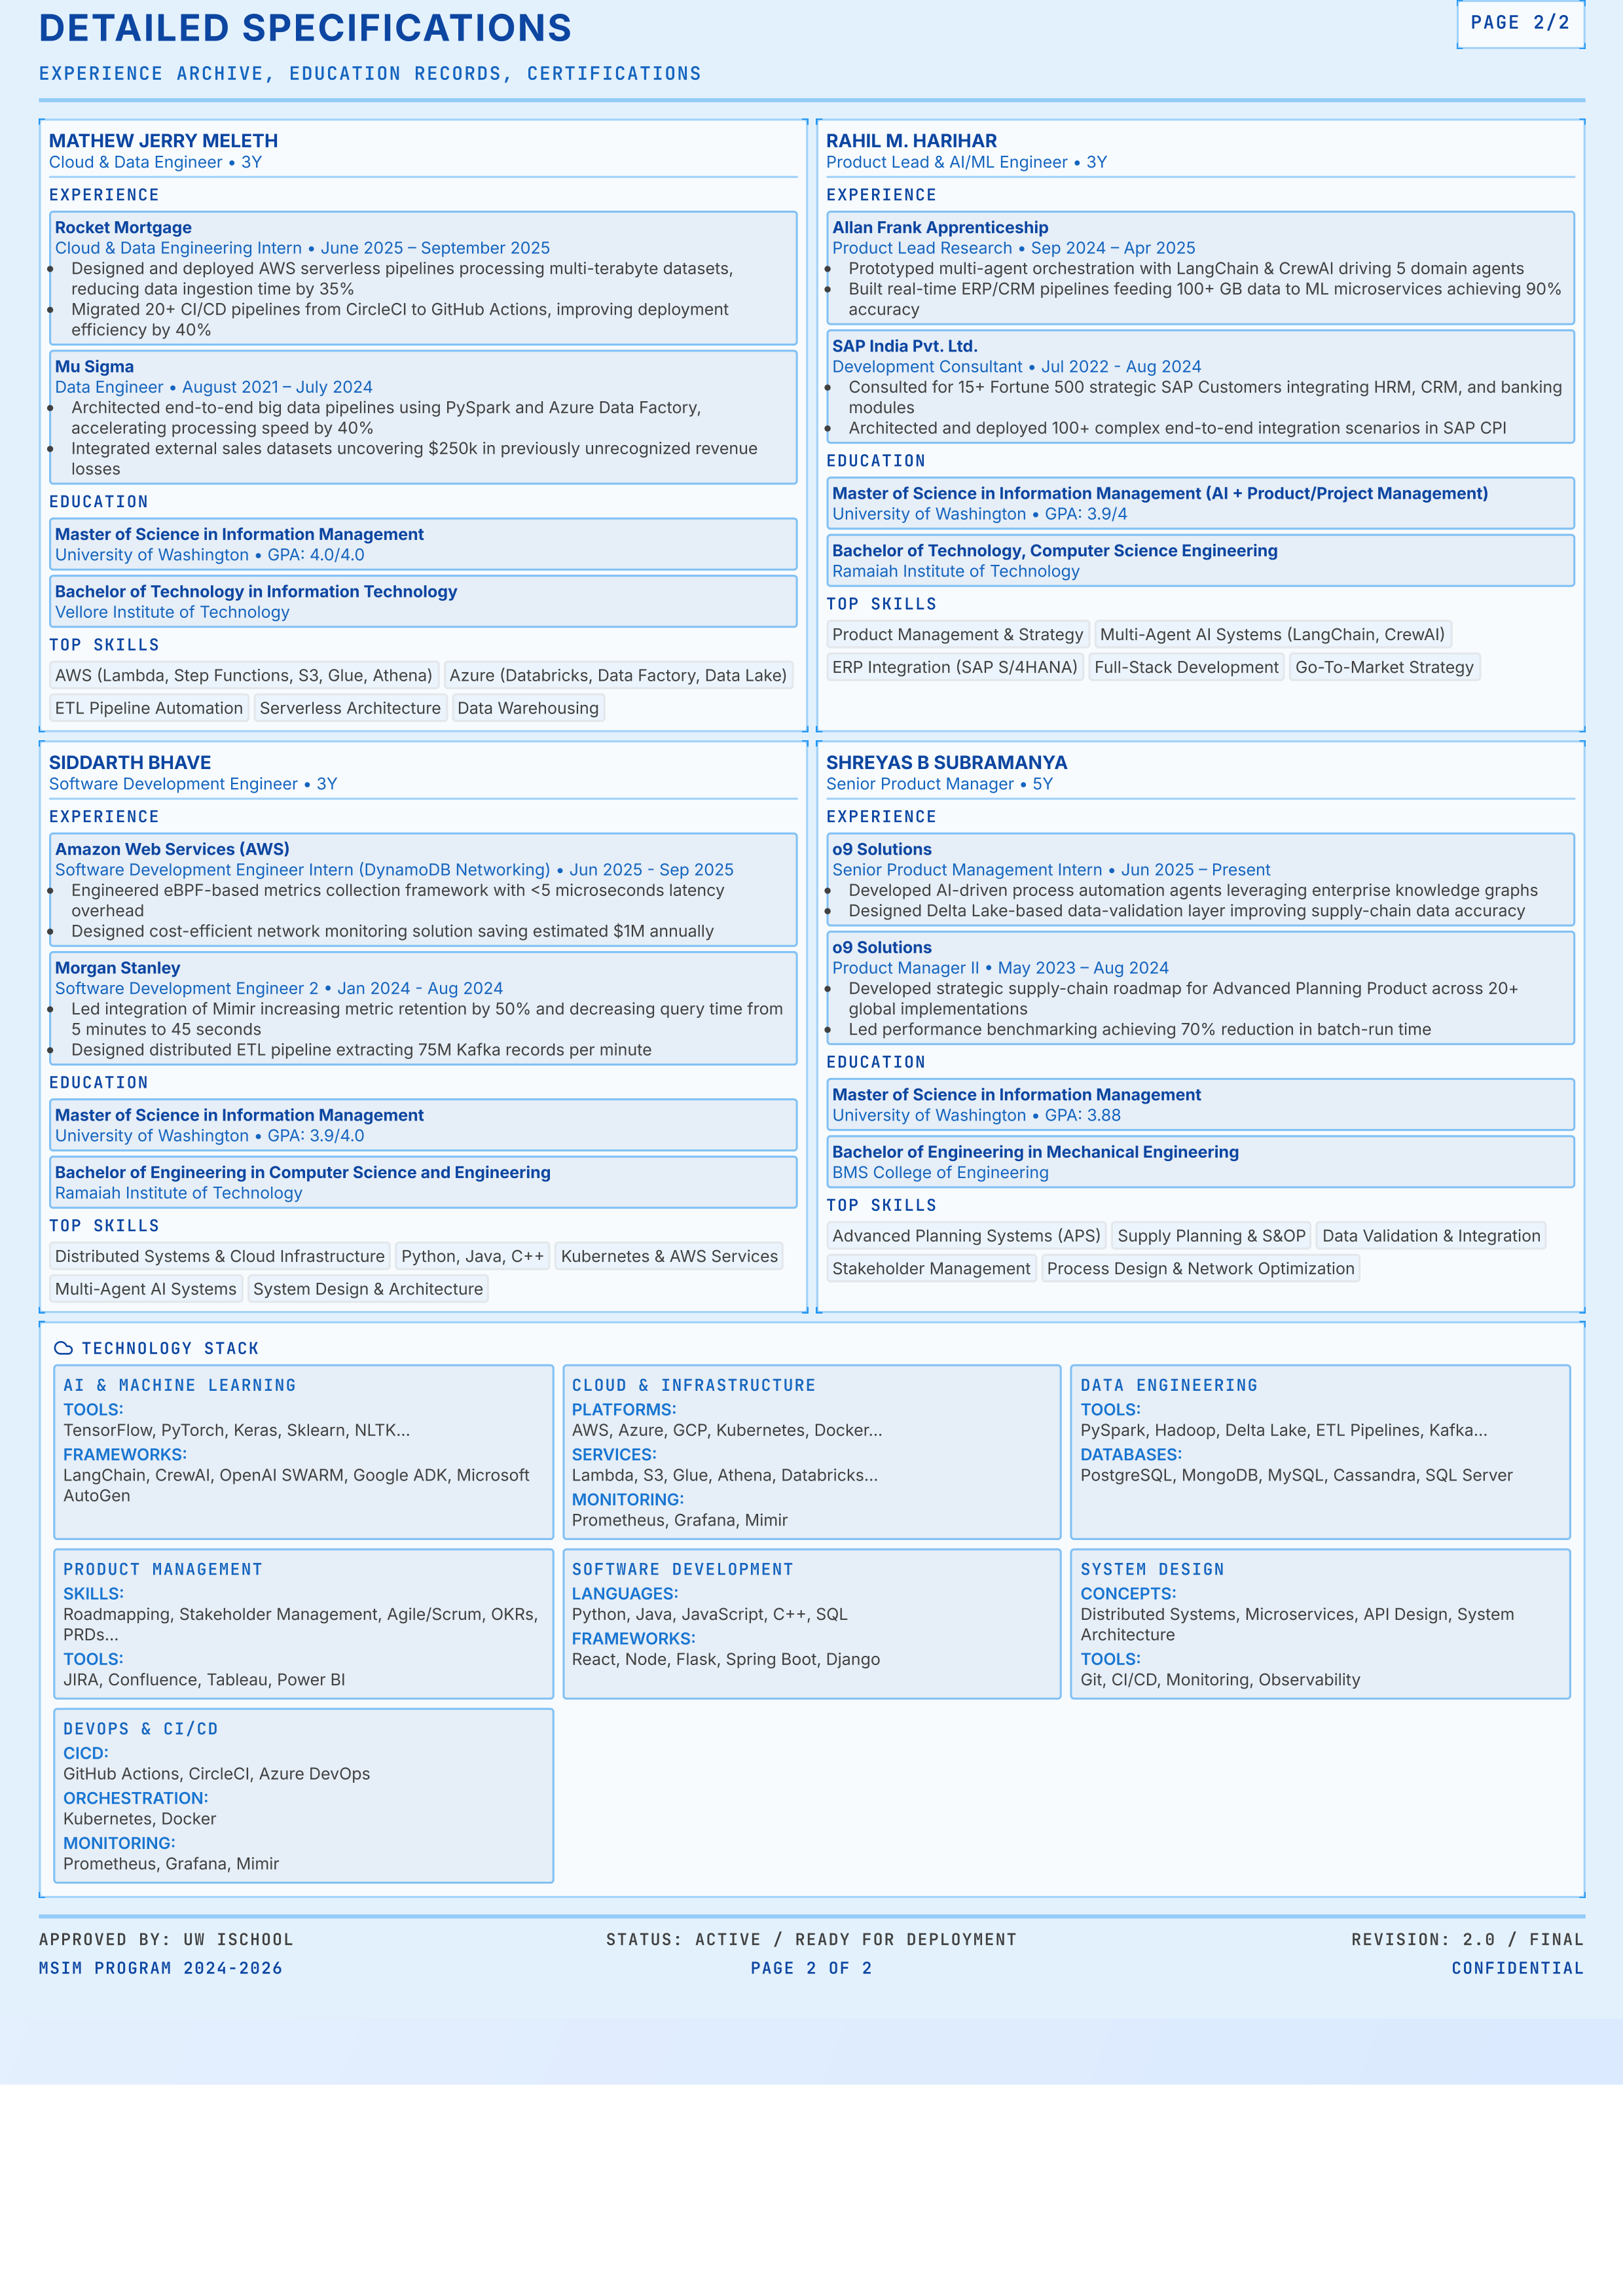 DETAILED SPECIFICATIONS
PAGE 2/2
EXPERIENCE ARCHIVE, EDUCATION RECORDS, CERTIFICATIONS
MATHEW JERRY MELETH
Cloud & Data Engineer • 3Y
EXPERIENCE
Rocket Mortgage
Cloud & Data Engineering Intern • June 2025 – September 2025
• Designed and deployed AWS serverless pipelines processing multi-terabyte datasets,
reducing data ingestion time by 35%
• Migrated 20+ CI/CD pipelines from CircleCI to GitHub Actions, improving deployment
efficiency by 40%
Mu Sigma
Data Engineer • August 2021 – July 2024
• Architected end-to-end big data pipelines using PySpark and Azure Data Factory,
accelerating processing speed by 40%
• Integrated external sales datasets uncovering $250k in previously unrecognized revenue
losses
EDUCATION
Master of Science in Information Management
University of Washington • GPA: 4.0/4.0
Bachelor of Technology in Information Technology
Vellore Institute of Technology
TOP SKILLS
AWS (Lambda, Step Functions, S3, Glue, Athena) Azure (Databricks, Data Factory, Data Lake)
ETL Pipeline Automation Serverless Architecture Data Warehousing
RAHIL M. HARIHAR
Product Lead & AI/ML Engineer • 3Y
EXPERIENCE
Allan Frank Apprenticeship
Product Lead Research • Sep 2024 – Apr 2025
• Prototyped multi-agent orchestration with LangChain & CrewAI driving 5 domain agents
• Built real-time ERP/CRM pipelines feeding 100+ GB data to ML microservices achieving 90%
accuracy
SAP India Pvt. Ltd.
Development Consultant • Jul 2022 - Aug 2024
• Consulted for 15+ Fortune 500 strategic SAP Customers integrating HRM, CRM, and banking
modules
• Architected and deployed 100+ complex end-to-end integration scenarios in SAP CPI
EDUCATION
Master of Science in Information Management (AI + Product/Project Management)
University of Washington • GPA: 3.9/4
Bachelor of Technology, Computer Science Engineering
Ramaiah Institute of Technology
TOP SKILLS
Product Management & Strategy Multi-Agent AI Systems (LangChain, CrewAI)
ERP Integration (SAP S/4HANA) Full-Stack Development Go-To-Market Strategy
SIDDARTH BHAVE
Software Development Engineer • 3Y
EXPERIENCE
Amazon Web Services (AWS)
Software Development Engineer Intern (DynamoDB Networking) • Jun 2025 - Sep 2025
• Engineered eBPF-based metrics collection framework with <5 microseconds latency
overhead
• Designed cost-efficient network monitoring solution saving estimated $1M annually
Morgan Stanley
Software Development Engineer 2 • Jan 2024 - Aug 2024
• Led integration of Mimir increasing metric retention by 50% and decreasing query time from
5 minutes to 45 seconds
• Designed distributed ETL pipeline extracting 75M Kafka records per minute
EDUCATION
Master of Science in Information Management
University of Washington • GPA: 3.9/4.0
Bachelor of Engineering in Computer Science and Engineering
Ramaiah Institute of Technology
TOP SKILLS
Distributed Systems & Cloud Infrastructure Python, Java, C++ Kubernetes & AWS Services
Multi-Agent AI Systems System Design & Architecture
SHREYAS B SUBRAMANYA
Senior Product Manager • 5Y
EXPERIENCE
o9 Solutions
Senior Product Management Intern • Jun 2025 – Present
• Developed AI-driven process automation agents leveraging enterprise knowledge graphs
• Designed Delta Lake-based data-validation layer improving supply-chain data accuracy
o9 Solutions
Product Manager II • May 2023 – Aug 2024
• Developed strategic supply-chain roadmap for Advanced Planning Product across 20+
global implementations
• Led performance benchmarking achieving 70% reduction in batch-run time
EDUCATION
Master of Science in Information Management
University of Washington • GPA: 3.88
Bachelor of Engineering in Mechanical Engineering
BMS College of Engineering
TOP SKILLS
Advanced Planning Systems (APS) Supply Planning & S&OP Data Validation & Integration
Stakeholder Management Process Design & Network Optimization
TECHNOLOGY STACK
AI & MACHINE LEARNING
TOOLS:
TensorFlow, PyTorch, Keras, Sklearn, NLTK...
FRAMEWORKS:
LangChain, CrewAI, OpenAI SWARM, Google ADK, Microsoft
AutoGen
CLOUD & INFRASTRUCTURE
PLATFORMS:
AWS, Azure, GCP, Kubernetes, Docker...
SERVICES:
Lambda, S3, Glue, Athena, Databricks...
MONITORING:
Prometheus, Grafana, Mimir
DATA ENGINEERING
TOOLS:
PySpark, Hadoop, Delta Lake, ETL Pipelines, Kafka...
DATABASES:
PostgreSQL, MongoDB, MySQL, Cassandra, SQL Server
PRODUCT MANAGEMENT
SKILLS:
Roadmapping, Stakeholder Management, Agile/Scrum, OKRs,
PRDs...
TOOLS:
JIRA, Confluence, Tableau, Power BI
SOFTWARE DEVELOPMENT
LANGUAGES:
Python, Java, JavaScript, C++, SQL
FRAMEWORKS:
React, Node, Flask, Spring Boot, Django
SYSTEM DESIGN
CONCEPTS:
Distributed Systems, Microservices, API Design, System
Architecture
TOOLS:
Git, CI/CD, Monitoring, Observability
DEVOPS & CI/CD
CICD:
GitHub Actions, CircleCI, Azure DevOps
ORCHESTRATION:
Kubernetes, Docker
MONITORING:
Prometheus, Grafana, Mimir
APPROVED BY: UW ISCHOOL
MSIM PROGRAM 2024-2026
STATUS: ACTIVE / READY FOR DEPLOYMENT
PAGE 2 OF 2
REVISION: 2.0 / FINAL
CONFIDENTIAL